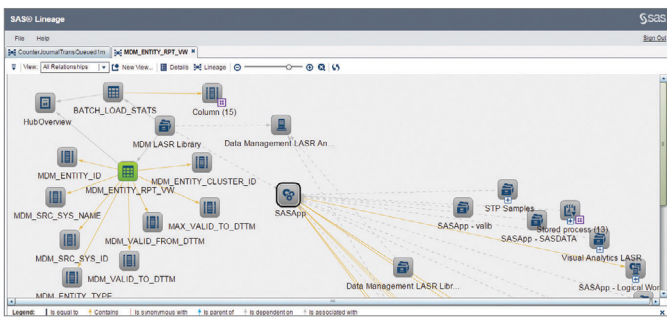 SAS® Lineage
§sas
File Help
Sign Out
CounterJournalTransQueued1m
MDM_ENTITY_RPT_VW
View: All Relationships
New View...
Details
Lineage
HubOverview
BATCH_LOAD_STATS
Column (15)
MDM LASR Library
Data Management LASR An...
MDM_ENTITY_ID
MDM_ENTITY_RPT_VW
MDM_ENTITY_CLUSTER_ID
MDM_SRC_SYS_NAME
SASApp
STP Samples
MAX_VALID_TO_DTTM
SASApp - valib
Stored process (13)
SASApp - SASDATA
MDM_VALID_FROM_DTTM
MDM_SRC_SYS_ID
Visual Analytics LASR
MDM_VALID_TO_DTTM
Data Management LASR Libr...
SASApp - Logical Wor
MDM_ENTITY_TYPE
Legend: Is equal to Contains Is synonymous with Is parent of Is dependent on Is associated with